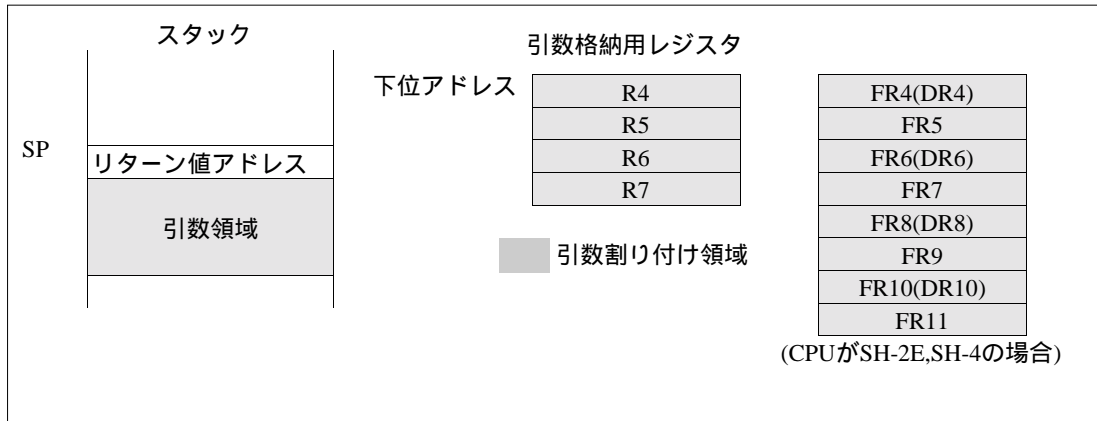 スタック
SP
リターン値アドレス
引数領域
引数格納用レジスタ
下位アドレス
R4
R5
R6
R7
引数割り付け領域
FR4(DR4)
FR5
FR6(DR6)
FR7
FR8(DR8)
FR9
FR10(DR10)
FR11
(CPUがSH-2E,SH-4の場合)